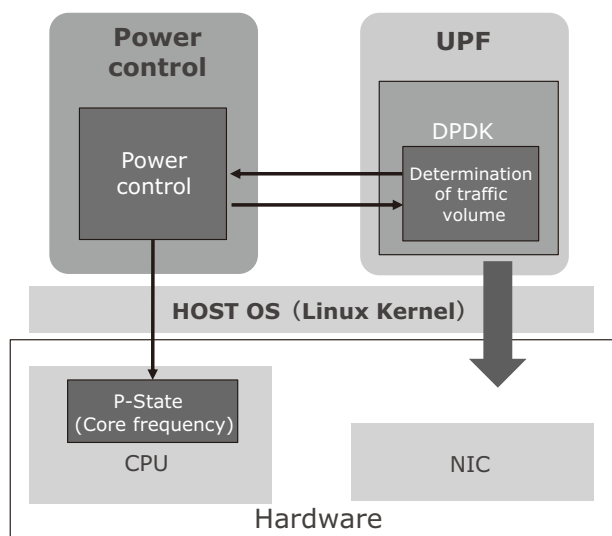 Power
control
UPF
DPDK
Power
control
Determination
of traffic
volume
HOST OS（Linux Kernel）
P-State
(Core frequency)
CPU
NIC
Hardware